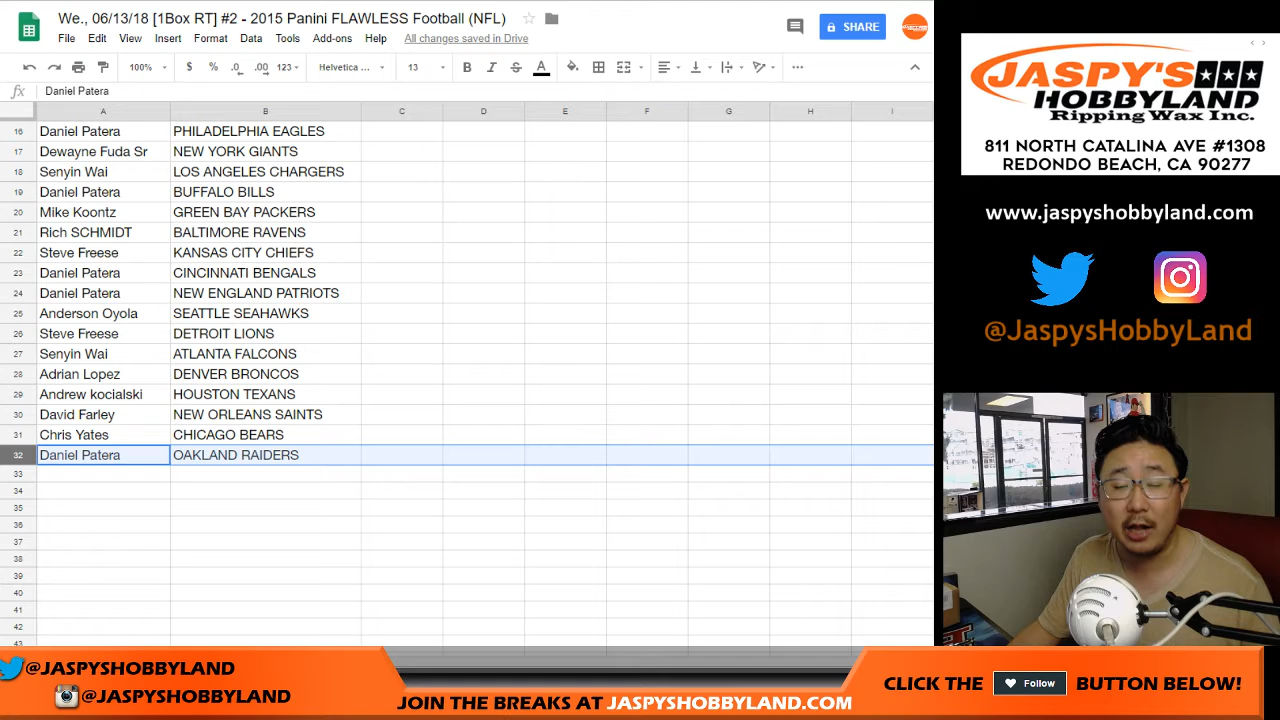 We., 06/13/18 [1Box RT] #2 - 2015 Panini FLAWLESS Football (NFL)
File Edit View Insert Format Data Tools Add-ons Help All changes saved in Drive
SHARE
100% $ % .0 .00 123 Helvetica ... 13 B I S A
fx Daniel Patera
A B C D E F G H I
16 Daniel Patera PHILADELPHIA EAGLES
17 Dewayne Fuda Sr NEW YORK GIANTS
18 Senyin Wai LOS ANGELES CHARGERS
19 Daniel Patera BUFFALO BILLS
20 Mike Koontz GREEN BAY PACKERS
21 Rich SCHMIDT BALTIMORE RAVENS
22 Steve Freese KANSAS CITY CHIEFS
23 Daniel Patera CINCINNATI BENGALS
24 Daniel Patera NEW ENGLAND PATRIOTS
25 Anderson Oyola SEATTLE SEAHAWKS
26 Steve Freese DETROIT LIONS
27 Senyin Wai ATLANTA FALCONS
28 Adrian Lopez DENVER BRONCOS
29 Andrew kocialski HOUSTON TEXANS
30 David Farley NEW ORLEANS SAINTS
31 Chris Yates CHICAGO BEARS
32 Daniel Patera OAKLAND RAIDERS
33
34
35
36
37
38
39
40
41
42
43
JASPY'S
HOBBYLAND
Ripping Wax Inc.
811 NORTH CATALINA AVE #1308
REDONDO BEACH, CA 90277
www.jaspyshobbyland.com
@JaspysHobbyLand
@JASPYSHOBBYLAND
@JASPYSHOBBYLAND
JOIN THE BREAKS AT JASPYSHOBBYLAND.COM
CLICK THE Follow BUTTON BELOW!